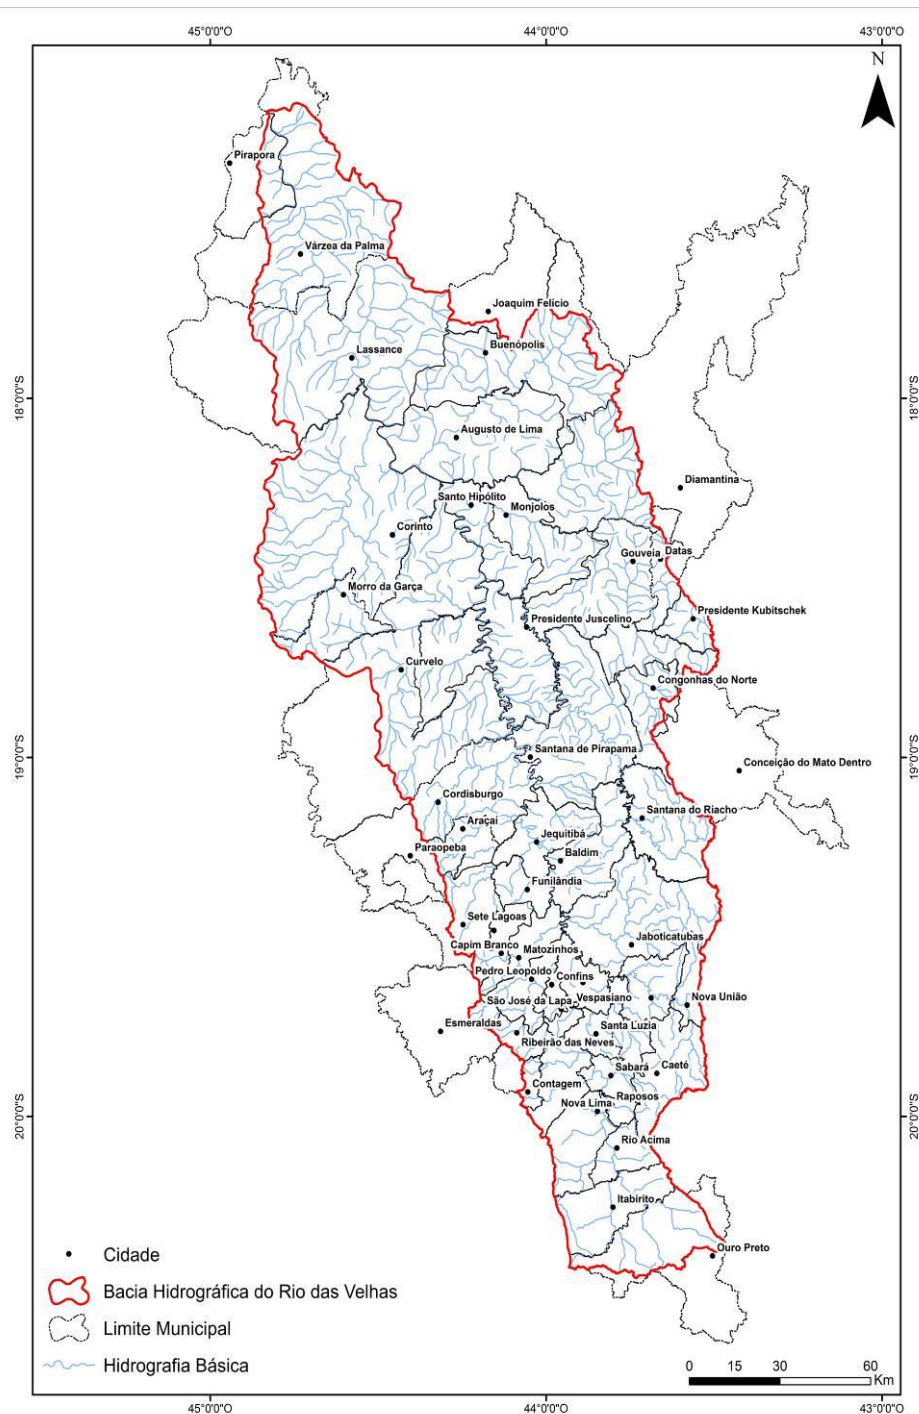 45°0'0"O
44°0'0"O
43°0'0"O
N
Pirapora
Várzea da Palma
Joaquim Felício
Buenópolis
Lassance
18°0'0"S
18°0'0"S
Augusto de Lima
Diamantina
Santo Hipólito
Monjolos
Corinto
Gouveia
Datas
Morro da Garça
Presidente Kubitschek
Presidente Juscelino
Curvelo
Congonhas do Norte
19°0'0"S
19°0'0"S
Santana de Pirapama
Conceição do Mato Dentro
Cordisburgo
Santana do Riacho
Araçaí
Jequitibá
Paraopeba
Baldim
Funilândia
Sete Lagoas
Jaboticatubas
Capim Branco
Matozinhos
Pedro Leopoldo
Confins
São José da Lapa
Vespasiano
Nova União
Esmeraldas
Santa Luzia
Ribeirão das Neves
Sabará
Caeté
Contagem
Raposos
Nova Lima
20°0'0"S
20°0'0"S
Rio Acima
Itabirito
Ouro Preto
Cidade
Bacia Hidrográfica do Rio das Velhas
Limite Municipal
Hidrografia Básica
0 15 30 60
Km
45°0'0"O
44°0'0"O
43°0'0"O